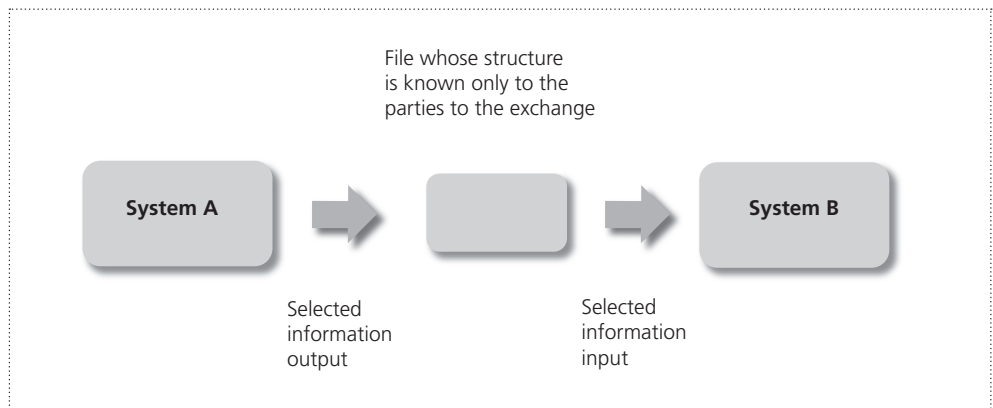 File whose structure
is known only to the
parties to the exchange
System A
System B
Selected
information
output
Selected
information
input